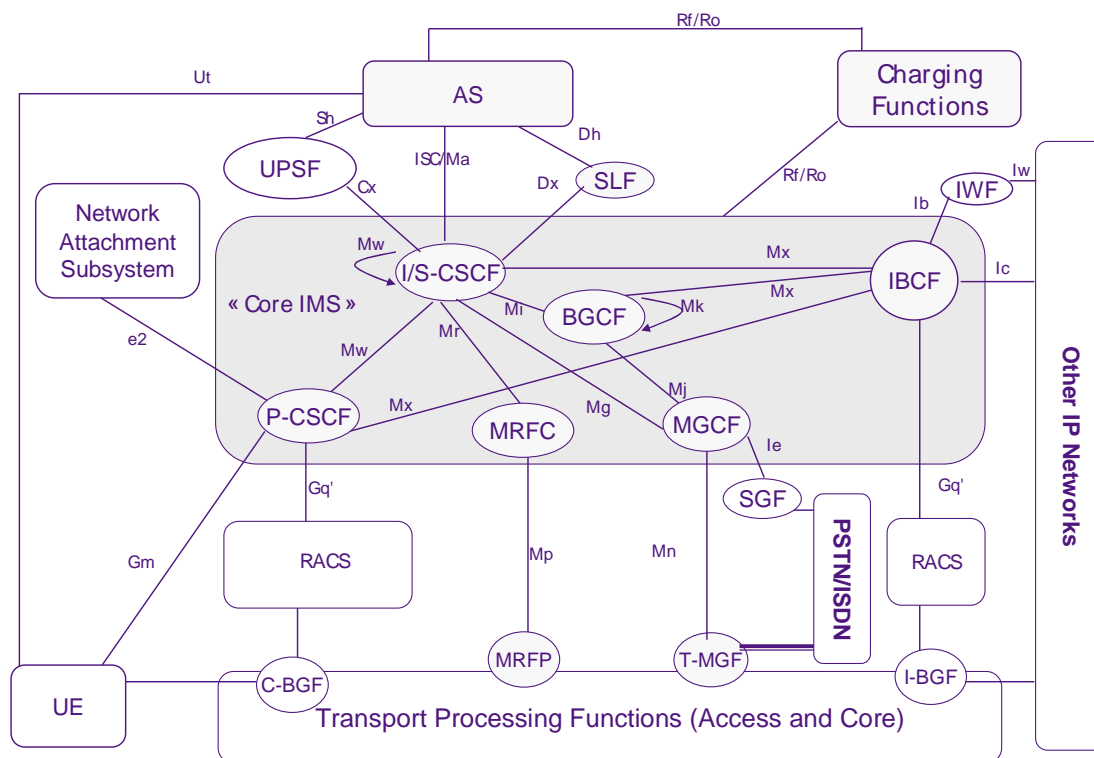 Rf/Ro
Ut
AS
Charging
Functions
Sh
Dh
UPSF
ISC/Ma
Cx
Dx
SLF
Rf/Ro
Iw
IWF
Ib
Network
Attachment
Subsystem
Mw
I/S-CSCF
Mx
IBCF
Ic
« Core IMS »
Mi
BGCF
Mk
Mx
e2
Mw
Mr
P-CSCF
Mx
MRFC
Mg
Mj
MGCF
Ie
Other IP Networks
Gq'
SGF
Gq'
Gm
RACS
Mp
Mn
PSTN/ISDN
RACS
UE
C-BGF
MRFP
T-MGF
I-BGF
Transport Processing Functions (Access and Core)